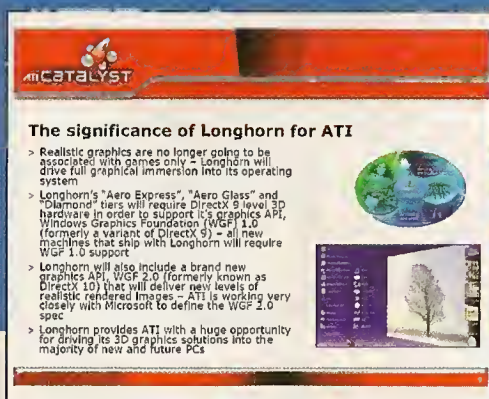 ATI CATALYST
The significance of Longhorn for ATI
> Realistic graphics are no longer going to be
associated with games only – Longhorn will
drive full graphical immersion into its operating
system
> Longhorn's "Aero Express", "Aero Glass" and
"Diamond" tiers will require DirectX 9 level 3D
hardware in order to support it's graphics API,
Windows Graphics Foundation (WGF) 1.0
(formerly a variant of DirectX 9) – all new
machines that ship with Longhorn will require
WGF 1.0 support
> Longhorn will also include a brand new
graphics API, WGF 2.0 (formerly known as
DirectX 10) that will deliver new levels of
realistic rendered images – ATI is working very
closely with Microsoft to define the WGF 2.0
spec
> Longhorn provides ATI with a huge opportunity
for driving its 3D graphics solutions into the
majority of new and future PCs